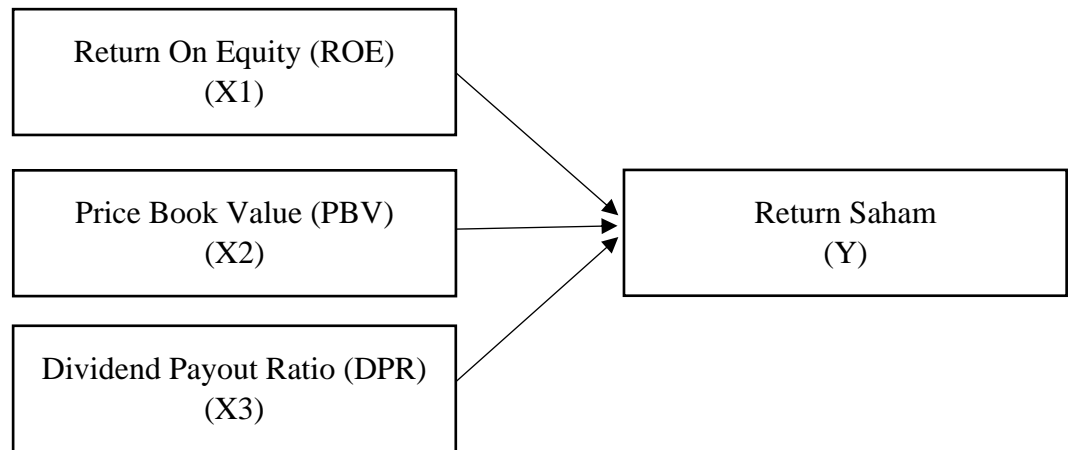 Return On Equity (ROE)
(X1)
Price Book Value (PBV)
(X2)
Return Saham
(Y)
Dividend Payout Ratio (DPR)
(X3)